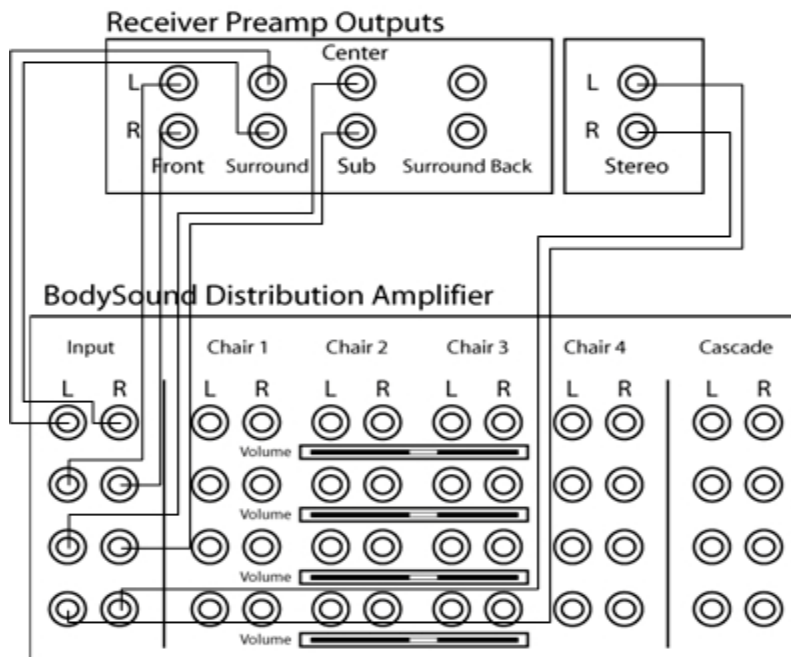 Receiver Preamp Outputs
Center
L L
R R
Front Surround Sub Surround Back Stereo
BodySound Distribution Amplifier
Input Chair 1 Chair 2 Chair 3 Chair 4 Cascade
L R L R L R L R L R L R
Volume
Volume
Volume
Volume